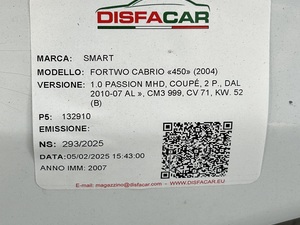 DISFACAR
MARCA: SMART
MODELLO: FORTWO CABRIO «450» (2004)
VERSIONE: 1.0 PASSION MHD, COUPÉ, 2 P., DAL
2010-07 AL », CM3 999, CV 71, KW. 52
(B)
P5: 132910
EMISSIONE:
NS: 293/2025
DATA:05/02/2025 15:43:00
ANNO IMM: 2007
E-mail: magazzino@disfacar.it
DISFACAR.EU